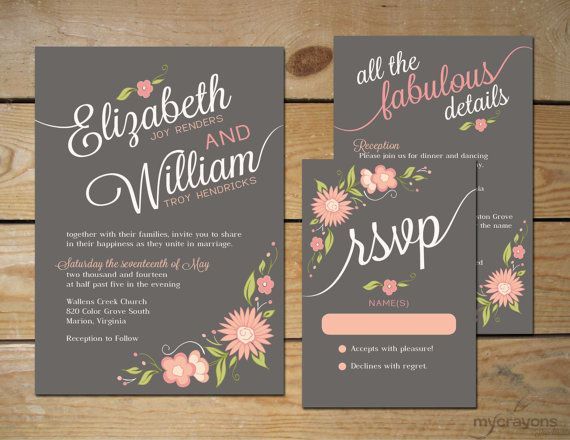 Elizabeth
JOY RENDERS
AND
William
TROY HENDRICKS
together with their families, invite you to share
in their happiness as they unite in marriage.
Saturday the seventeenth of May
two thousand and fourteen
at half past five in the evening
Wallens Creek Church
820 Color Grove South
Marion, Virginia
Reception to Follow
all the
fabulous
details
Reception
Please join us for dinner and dancing
Grove
the name
rsvp
NAME(S)
Accepts with pleasure!
Declines with regret.
mycrayons